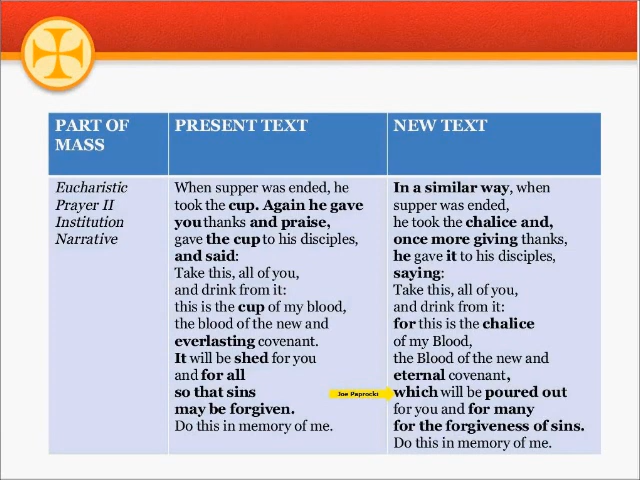 PART OF
MASS
PRESENT TEXT
NEW TEXT
Eucharistic
Prayer II
Institution
Narrative
When supper was ended, he
took the cup. Again he gave
you thanks and praise,
gave the cup to his disciples,
and said:
Take this, all of you,
and drink from it:
this is the cup of my blood,
the blood of the new and
everlasting covenant.
It will be shed for you
and for all
so that sins
may be forgiven.
Do this in memory of me.
In a similar way, when
supper was ended,
he took the chalice and,
once more giving thanks,
he gave it to his disciples,
saying:
Take this, all of you,
and drink from it:
for this is the chalice
of my Blood,
the Blood of the new and
eternal covenant,
which will be poured out
for you and for many
for the forgiveness of sins.
Do this in memory of me.
Joe Paprocki